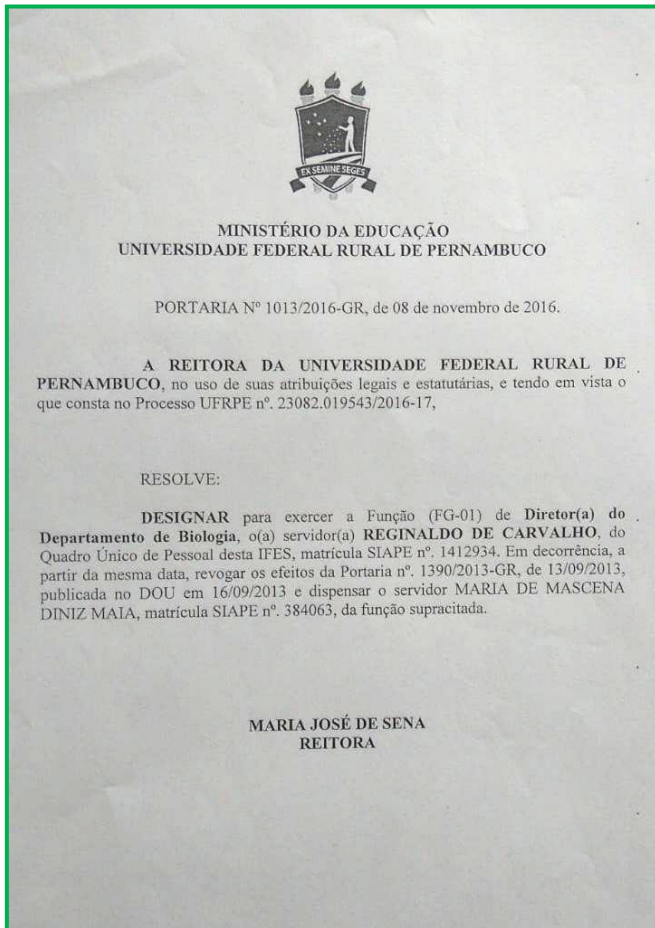 EX SEMINE SEGES
MINISTÉRIO DA EDUCAÇÃO
UNIVERSIDADE FEDERAL RURAL DE PERNAMBUCO
PORTARIA Nº 1013/2016-GR, de 08 de novembro de 2016.
A REITORA DA UNIVERSIDADE FEDERAL RURAL DE
PERNAMBUCO, no uso de suas atribuições legais e estatutárias, e tendo em vista o
que consta no Processo UFRPE nº. 23082.019543/2016-17,
RESOLVE:
DESIGNAR para exercer a Função (FG-01) de Diretor(a) do
Departamento de Biologia, o(a) servidor(a) REGINALDO DE CARVALHO, do
Quadro Único de Pessoal desta IFES, matrícula SIAPE nº. 1412934. Em decorrência, a
partir da mesma data, revogar os efeitos da Portaria nº. 1390/2013-GR, de 13/09/2013,
publicada no DOU em 16/09/2013 e dispensar o servidor MARIA DE MASCENA
DINIZ MAIA, matrícula SIAPE nº. 384063, da função supracitada.
MARIA JOSÉ DE SENA
REITORA